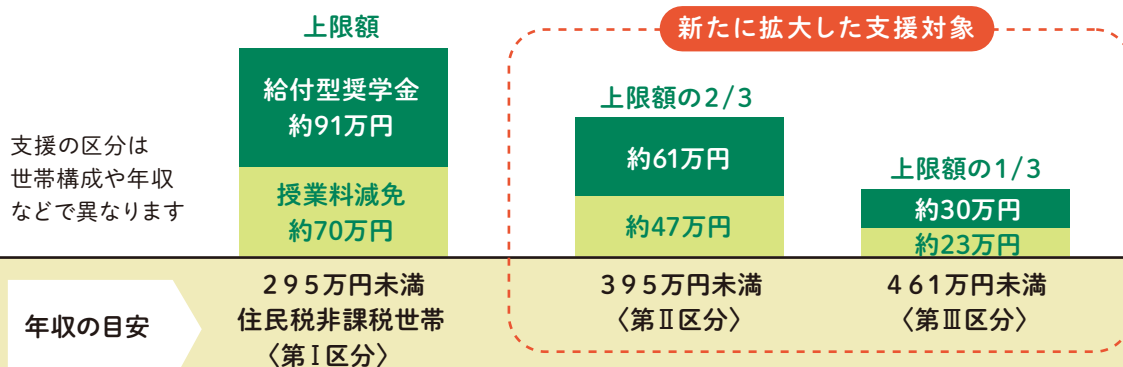 新たに拡大した支援対象
上限額
給付型奨学金
約91万円
授業料減免
約70万円
上限額の2/3
約61万円
約47万円
上限額の1/3
約30万円
約23万円
支援の区分は
世帯構成や年収
などで異なります
年収の目安
295万円未満
住民税非課税世帯
〈第Ⅰ区分〉
395万円未満
〈第Ⅱ区分〉
461万円未満
〈第Ⅲ区分〉